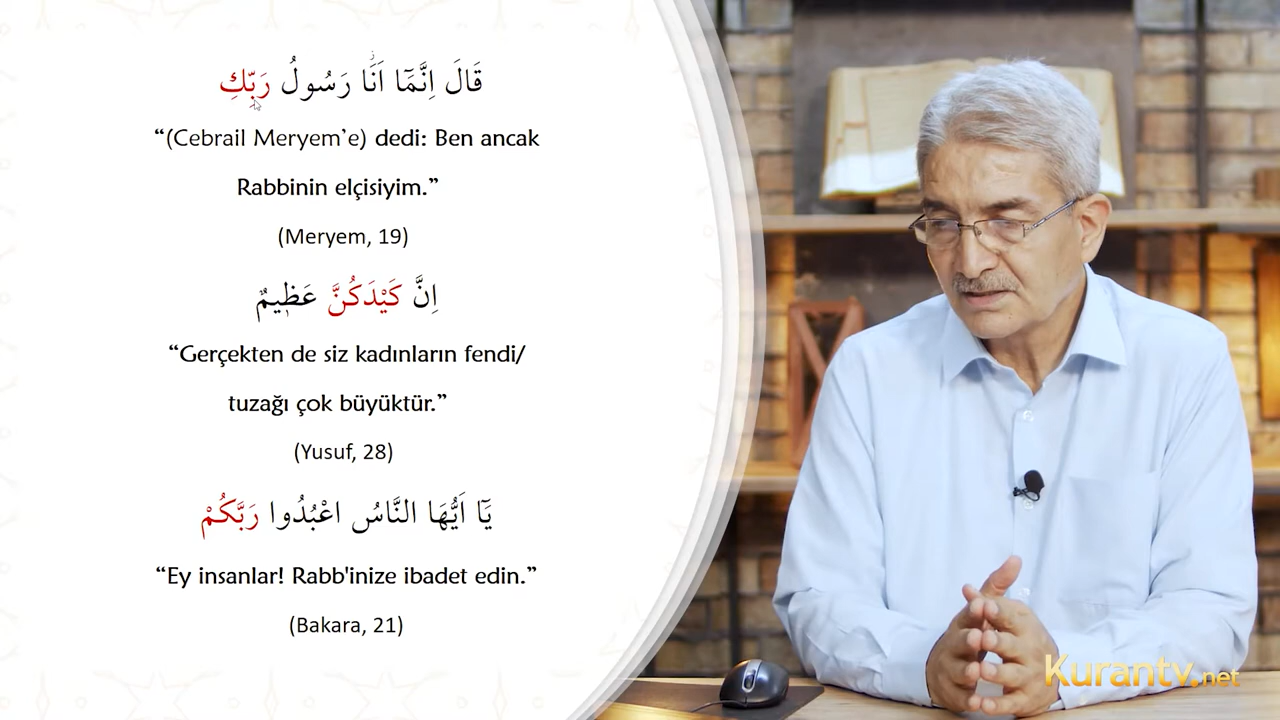 قَالَ اِنَّمَٓا اَنَا۬ رَسُولُ رَبِّكِ
“(Cebrail Meryem’e) dedi: Ben ancak
Rabbinin elçisiyim.”
(Meryem, 19)
اِنَّ كَيْدَكُنَّ عَظ۪يمٌ
“Gerçekten de siz kadınların fendi/
tuzağı çok büyüktür.”
(Yusuf, 28)
يَٓا اَيُّهَا النَّاسُ اعْبُدُوا رَبَّكُمْ
“Ey insanlar! Rabb'inize ibadet edin.”
(Bakara, 21)
Kurantv.net